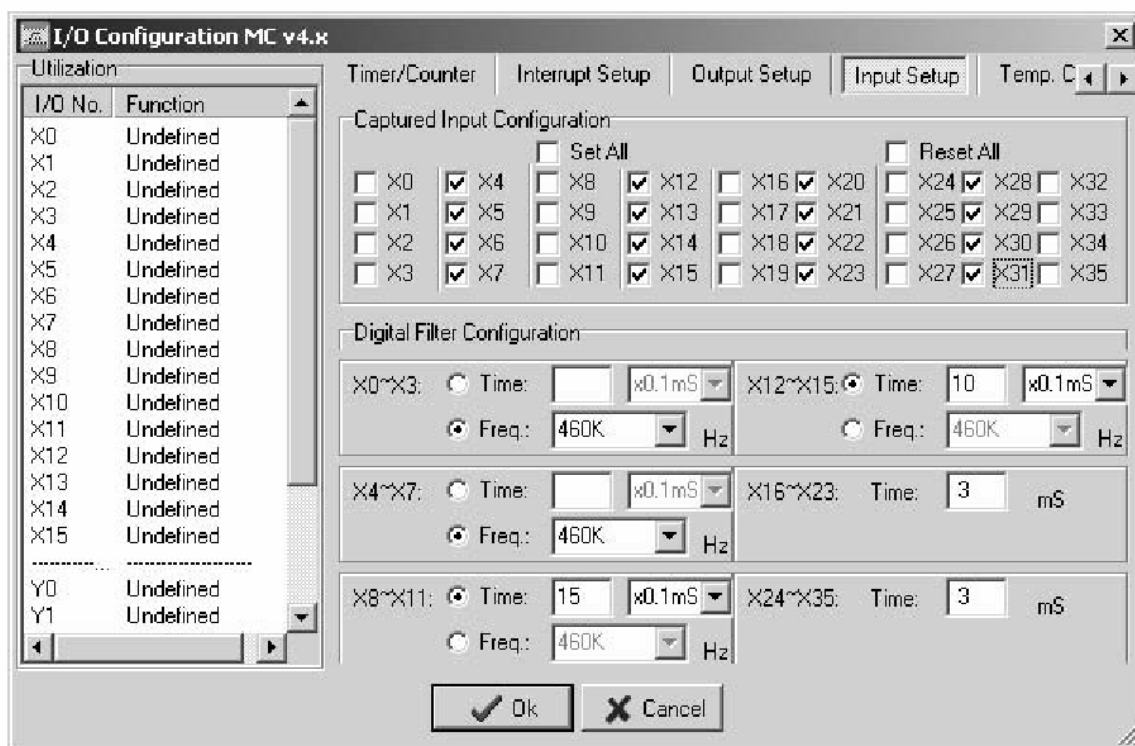 I/O Configuration MC v4.x
Utilization
I/O No. Function
X0 Undefined
X1 Undefined
X2 Undefined
X3 Undefined
X4 Undefined
X5 Undefined
X6 Undefined
X7 Undefined
X8 Undefined
X9 Undefined
X10 Undefined
X11 Undefined
X12 Undefined
X13 Undefined
X14 Undefined
X15 Undefined
Y0 Undefined
Y1 Undefined
Timer/Counter Interrupt Setup Output Setup Input Setup Temp. C
Captured Input Configuration
Set All Reset All
X0 X4 X8 X12 X16 X20 X24 X28 X32
X1 X5 X9 X13 X17 X21 X25 X29 X33
X2 X6 X10 X14 X18 X22 X26 X30 X34
X3 X7 X11 X15 X19 X23 X27 X31 X35
Digital Filter Configuration
X0~X3: Time: x0.1mS X12~X15: Time: 10 x0.1mS
Freq.: 460K Hz Freq.: 460K Hz
X4~X7: Time: x0.1mS X16~X23: Time: 3 mS
Freq.: 460K Hz
X8~X11: Time: 15 x0.1mS X24~X35: Time: 3 mS
Freq.: 460K Hz
Ok Cancel